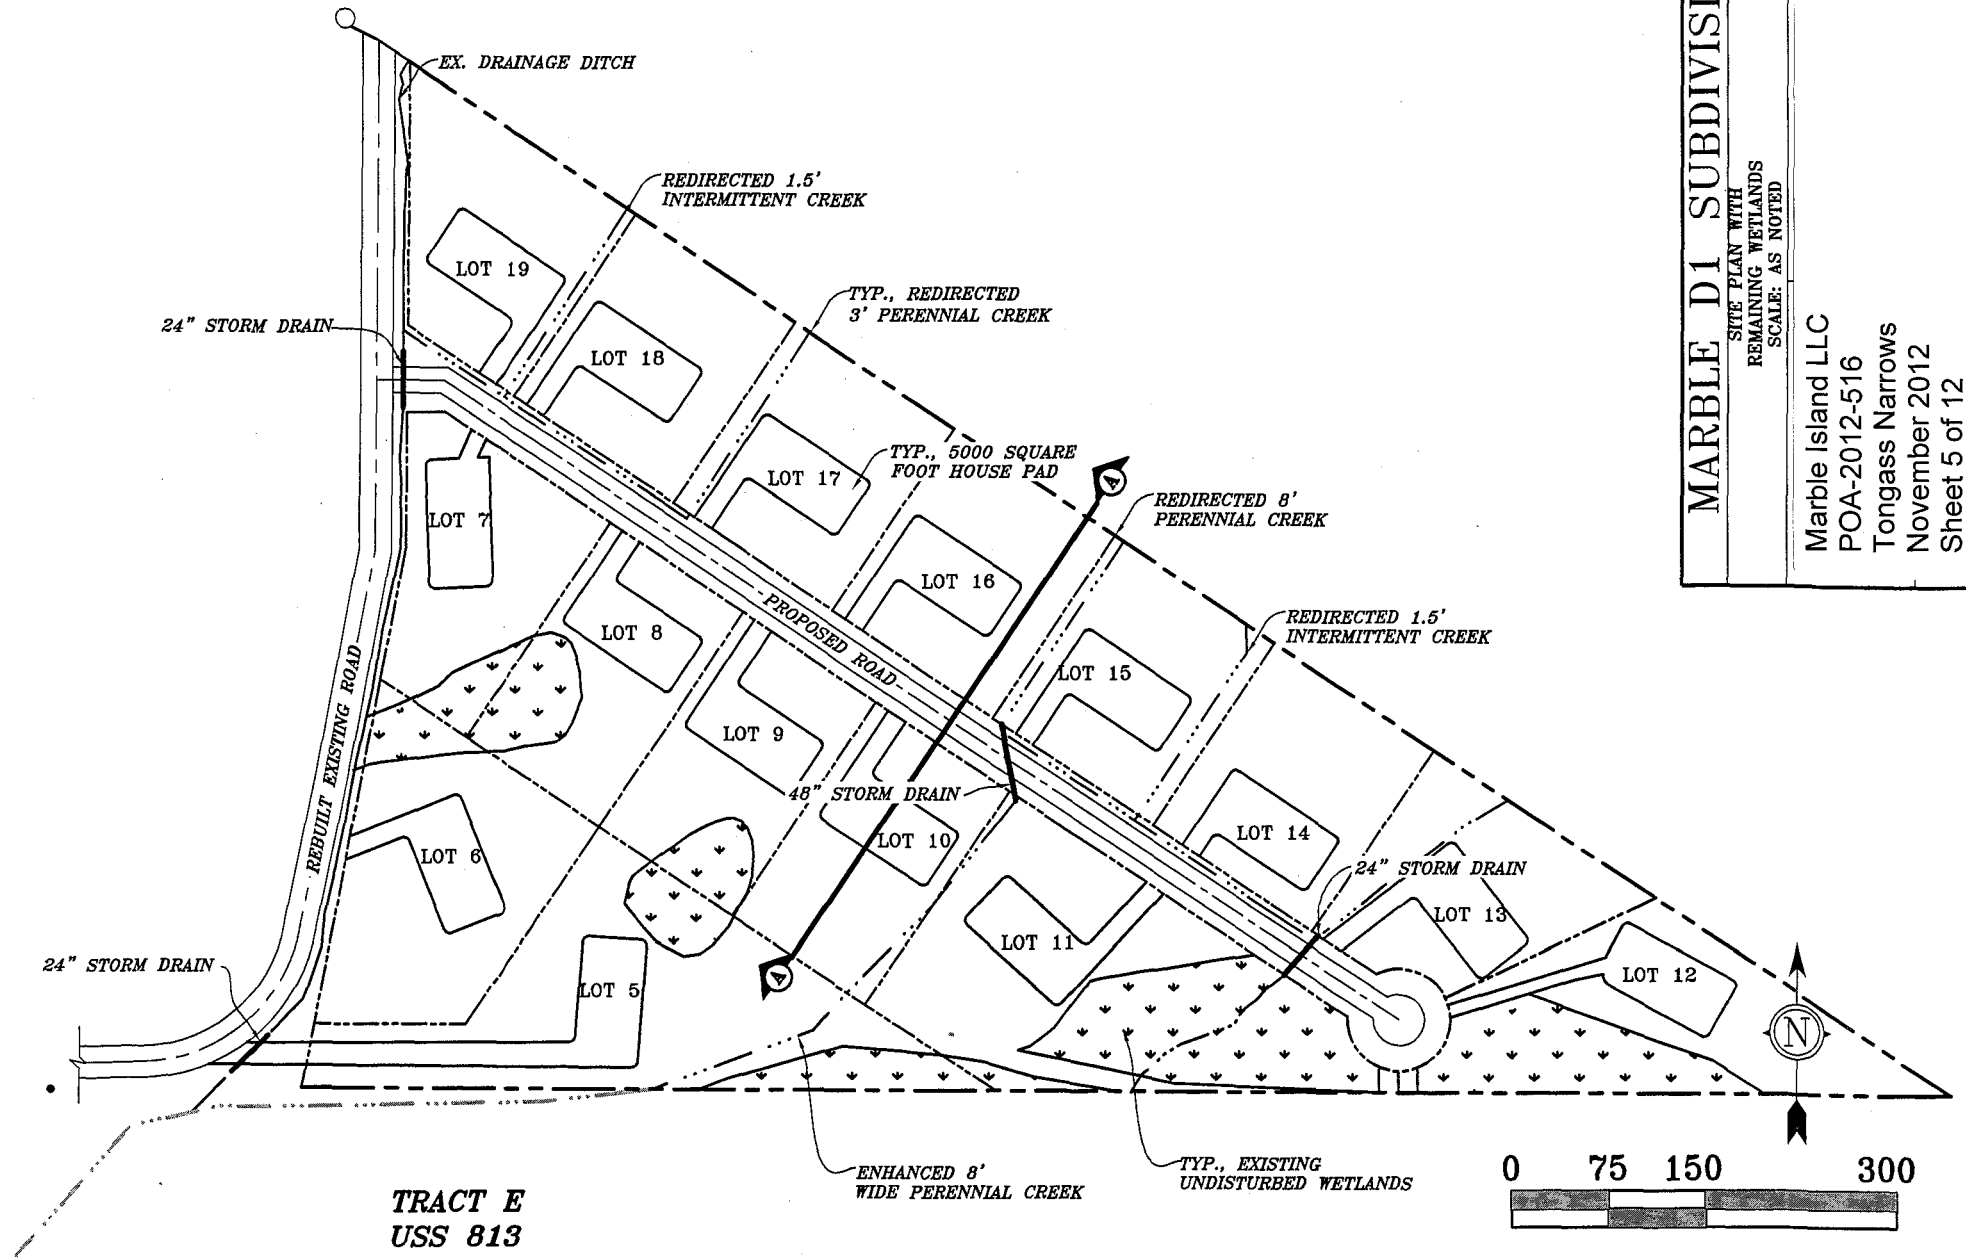 EX. DRAINAGE DITCH
REDIRECTED 1.5'
INTERMITTENT CREEK
LOT 19
TYP., REDIRECTED
3' PERENNIAL CREEK
24" STORM DRAIN
LOT 18
TYP., 5000 SQUARE
FOOT HOUSE PAD
LOT 17
A
REDIRECTED 8'
PERENNIAL CREEK
LOT 7
LOT 16
REDIRECTED 1.5'
INTERMITTENT CREEK
LOT 8
PROPOSED ROAD
LOT 15
LOT 9
REBUILT EXISTING ROAD
48" STORM DRAIN
LOT 10
LOT 14
LOT 6
24" STORM DRAIN
LOT 13
LOT 11
24" STORM DRAIN
LOT 5
A
LOT 12
N
ENHANCED 8'
WIDE PERENNIAL CREEK
TYP., EXISTING
UNDISTURBED WETLANDS
0 75 150 300
TRACT E
USS 813
MARBLE D1 SUBDIVISI
SITE PLAN WITH
REMAINING WETLANDS
SCALE: AS NOTED
Marble Island LLC
POA-2012-516
Tongass Narrows
November 2012
Sheet 5 of 12